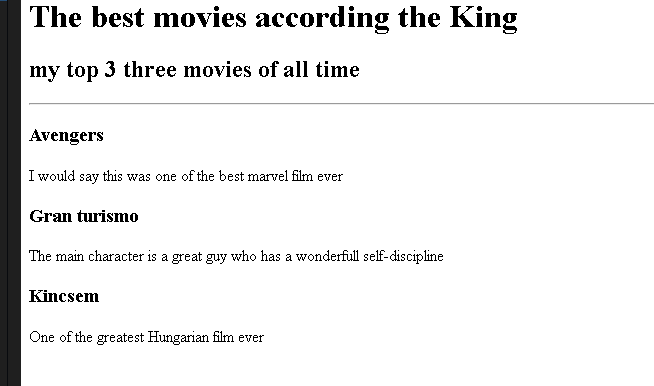 The best movies according the King
my top 3 three movies of all time
Avengers
I would say this was one of the best marvel film ever
Gran turismo
The main character is a great guy who has a wonderfull self-discipline
Kincsem
One of the greatest Hungarian film ever